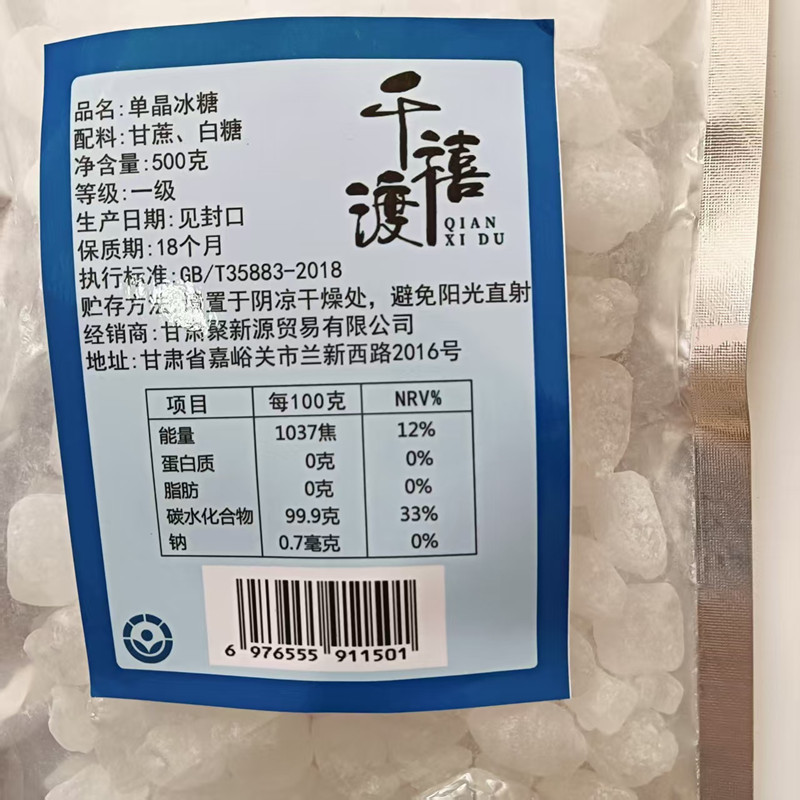 千禧渡
QIAN
XI DU
品名:单晶冰糖
配料:甘蔗、白糖
净含量:500克
等级:一级
生产日期:见封口
保质期:18个月
执行标准:GB/T35883-2018
贮存方法 置于阴凉干燥处，避免阳光直射
经销商:甘肃聚新源贸易有限公司
地址:甘肃省嘉峪关市兰新西路2016号
项目 每100克 NRV%
能量 1037焦 12%
蛋白质 0克 0%
脂肪 0克 0%
碳水化合物 99.9克 33%
钠 0.7毫克 0%
6 976555 911501